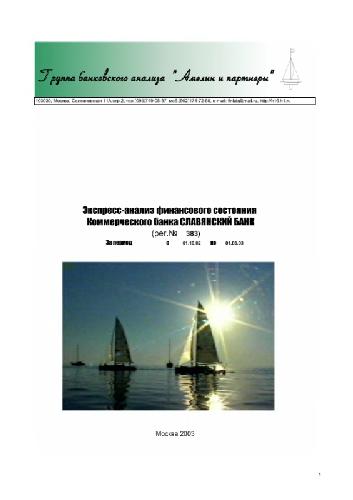 Группа банковского анализа "Амелин и партнеры"
Москва,
Экспресс-анализ финансового состояния
Коммерческого банка СЛАВЯНСКИЙ БАНК
(рег.№ 383)
За период с 01.10.02 по 01.03.03
Москва 2003
1